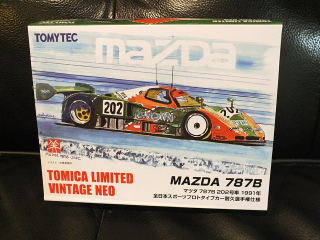 TOMYTEC
mazda
202
202
RENOWN
TOMICA LIMITED
VINTAGE NEO
MAZDA 787B
マツダ 787B 202号車 1991年
全日本スポーツプロトタイプカー耐久選手権仕様